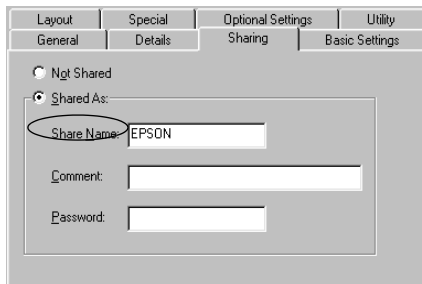 Layout Special Optional Settings Utility
General Details Sharing Basic Settings
Not Shared
Shared As:
Share Name: EPSON
Comment:
Password: